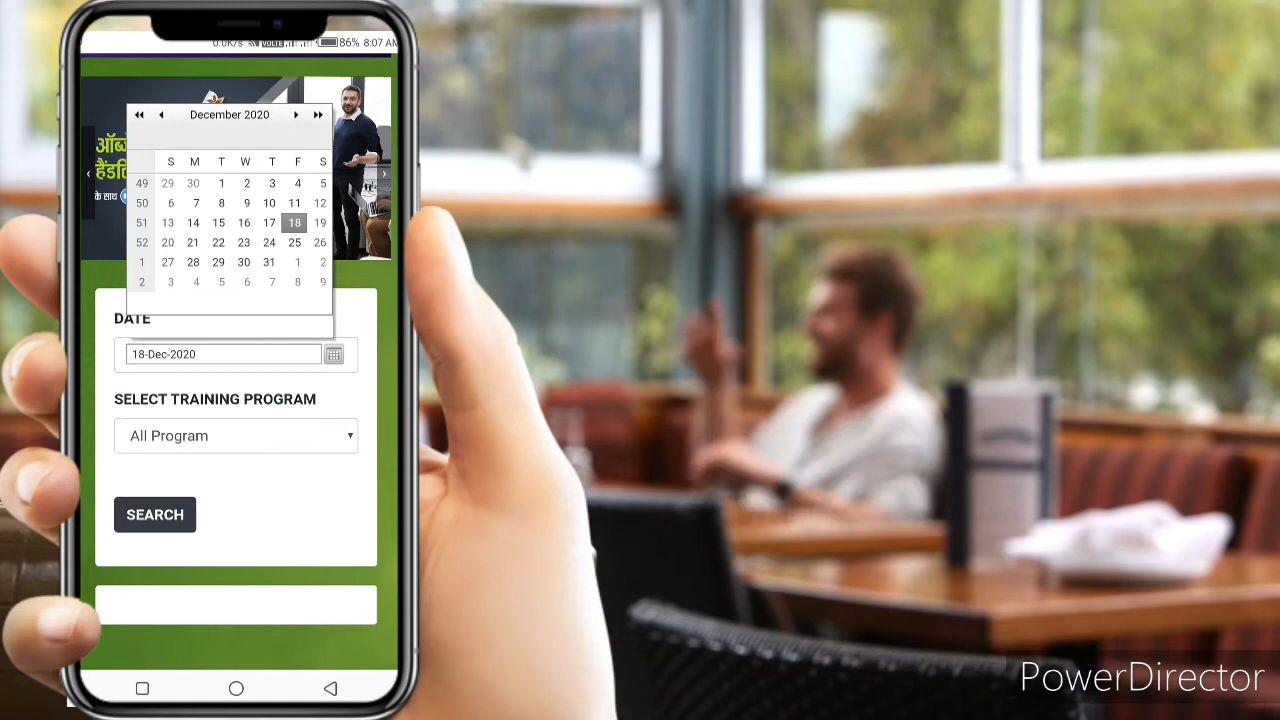 0.0K/s VOLTE 86% 8:07 AM
December 2020
S M T W T F S
49 29 30 1 2 3 4 5
50 6 7 8 9 10 11 12
51 13 14 15 16 17 18 19
52 20 21 22 23 24 25 26
1 27 28 29 30 31 1 2
2 3 4 5 6 7 8 9
के साथ
DATE
18-Dec-2020
SELECT TRAINING PROGRAM
All Program
SEARCH
PowerDirector